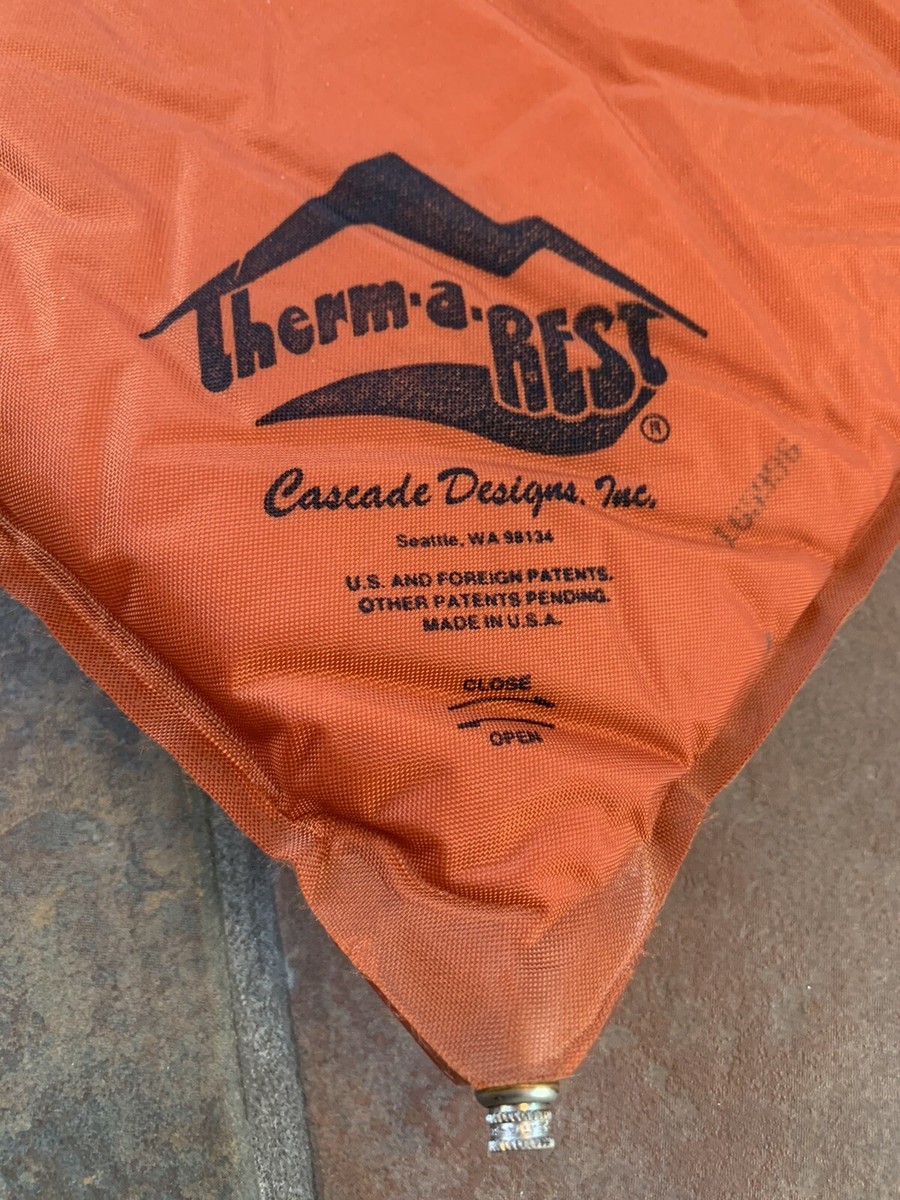 Therm·a·REST®
Cascade Designs, Inc.
Seattle, WA 98134
U.S. AND FOREIGN PATENTS.
OTHER PATENTS PENDING.
MADE IN U.S.A.
CLOSE
OPEN